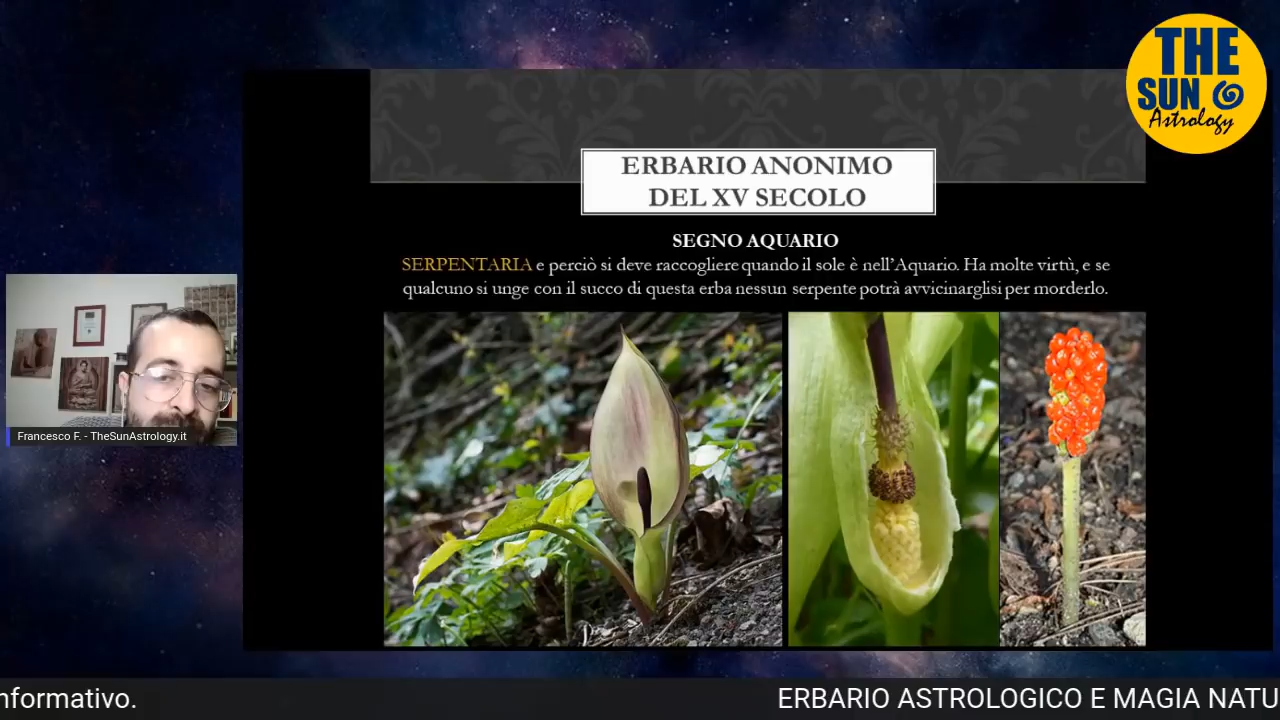 THE
SUN
Astrology
ERBARIO ANONIMO
DEL XV SECOLO
SEGNO AQUARIO
SERPENTARIA e perciò si deve raccogliere quando il sole è nell'Aquario. Ha molte virtù, e se
qualcuno si unge con il succo di questa erba nessun serpente potrà avvicinarglisi per morderlo.
Francesco F. - TheSunAstrology.it
nformativo.
ERBARIO ASTROLOGICO E MAGIA NATU